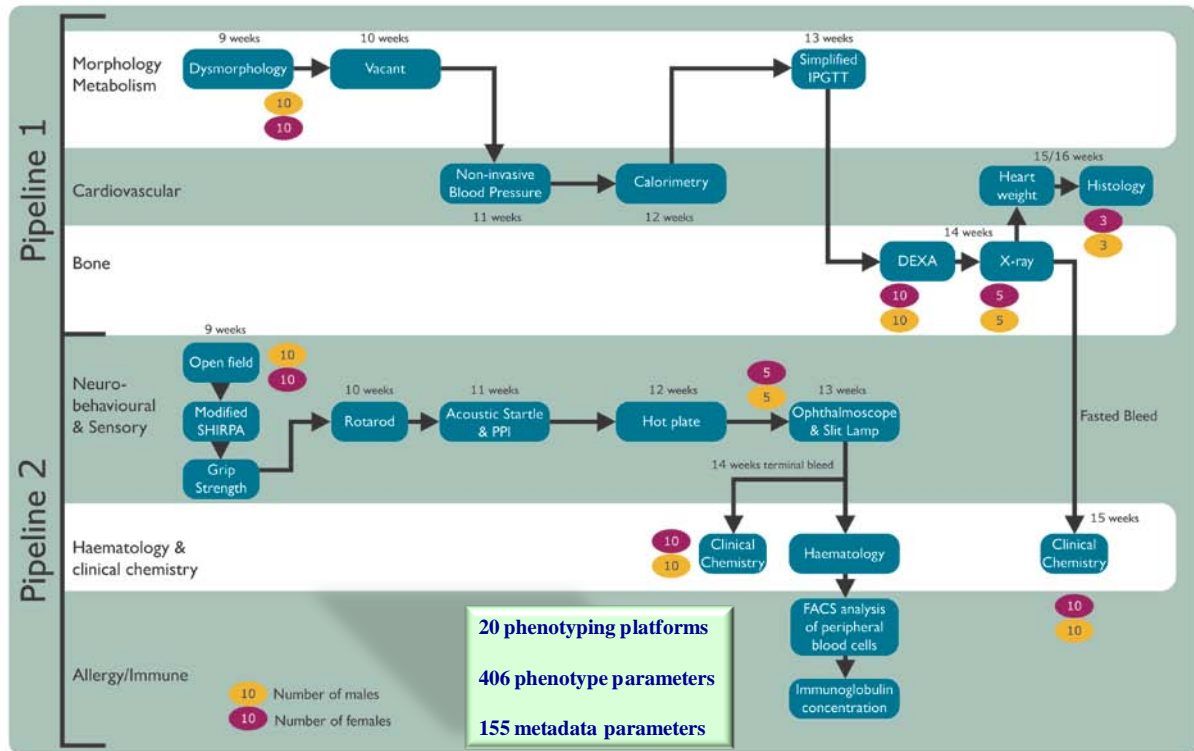 Pipeline 1
Morphology
Metabolism
9 weeks
Dysmorphology
10
10
10 weeks
Vacant
13 weeks
Simplified
IPGTT
Cardiovascular
Non-invasive
Blood Pressure
11 weeks
Calorimetry
12 weeks
15/16 weeks
Heart
weight
Histology
3
3
Bone
14 weeks
DEXA
10
10
X-ray
5
5
Pipeline 2
Neuro-
behavioural
& Sensory
9 weeks
Open field
10
10
Modified
SHIRPA
Grip
Strength
10 weeks
Rotarod
11 weeks
Acoustic Startle
& PPI
12 weeks
Hot plate
5
5
13 weeks
Ophthalmoscope
& Slit Lamp
Fasted Bleed
14 weeks terminal bleed
Haematology &
clinical chemistry
10
10
Clinical
Chemistry
Haematology
15 weeks
Clinical
Chemistry
10
10
Allergy/Immune
FACS analysis
of peripheral
blood cells
Immunoglobulin
concentration
20 phenotyping platforms
406 phenotype parameters
155 metadata parameters
10 Number of males
10 Number of females